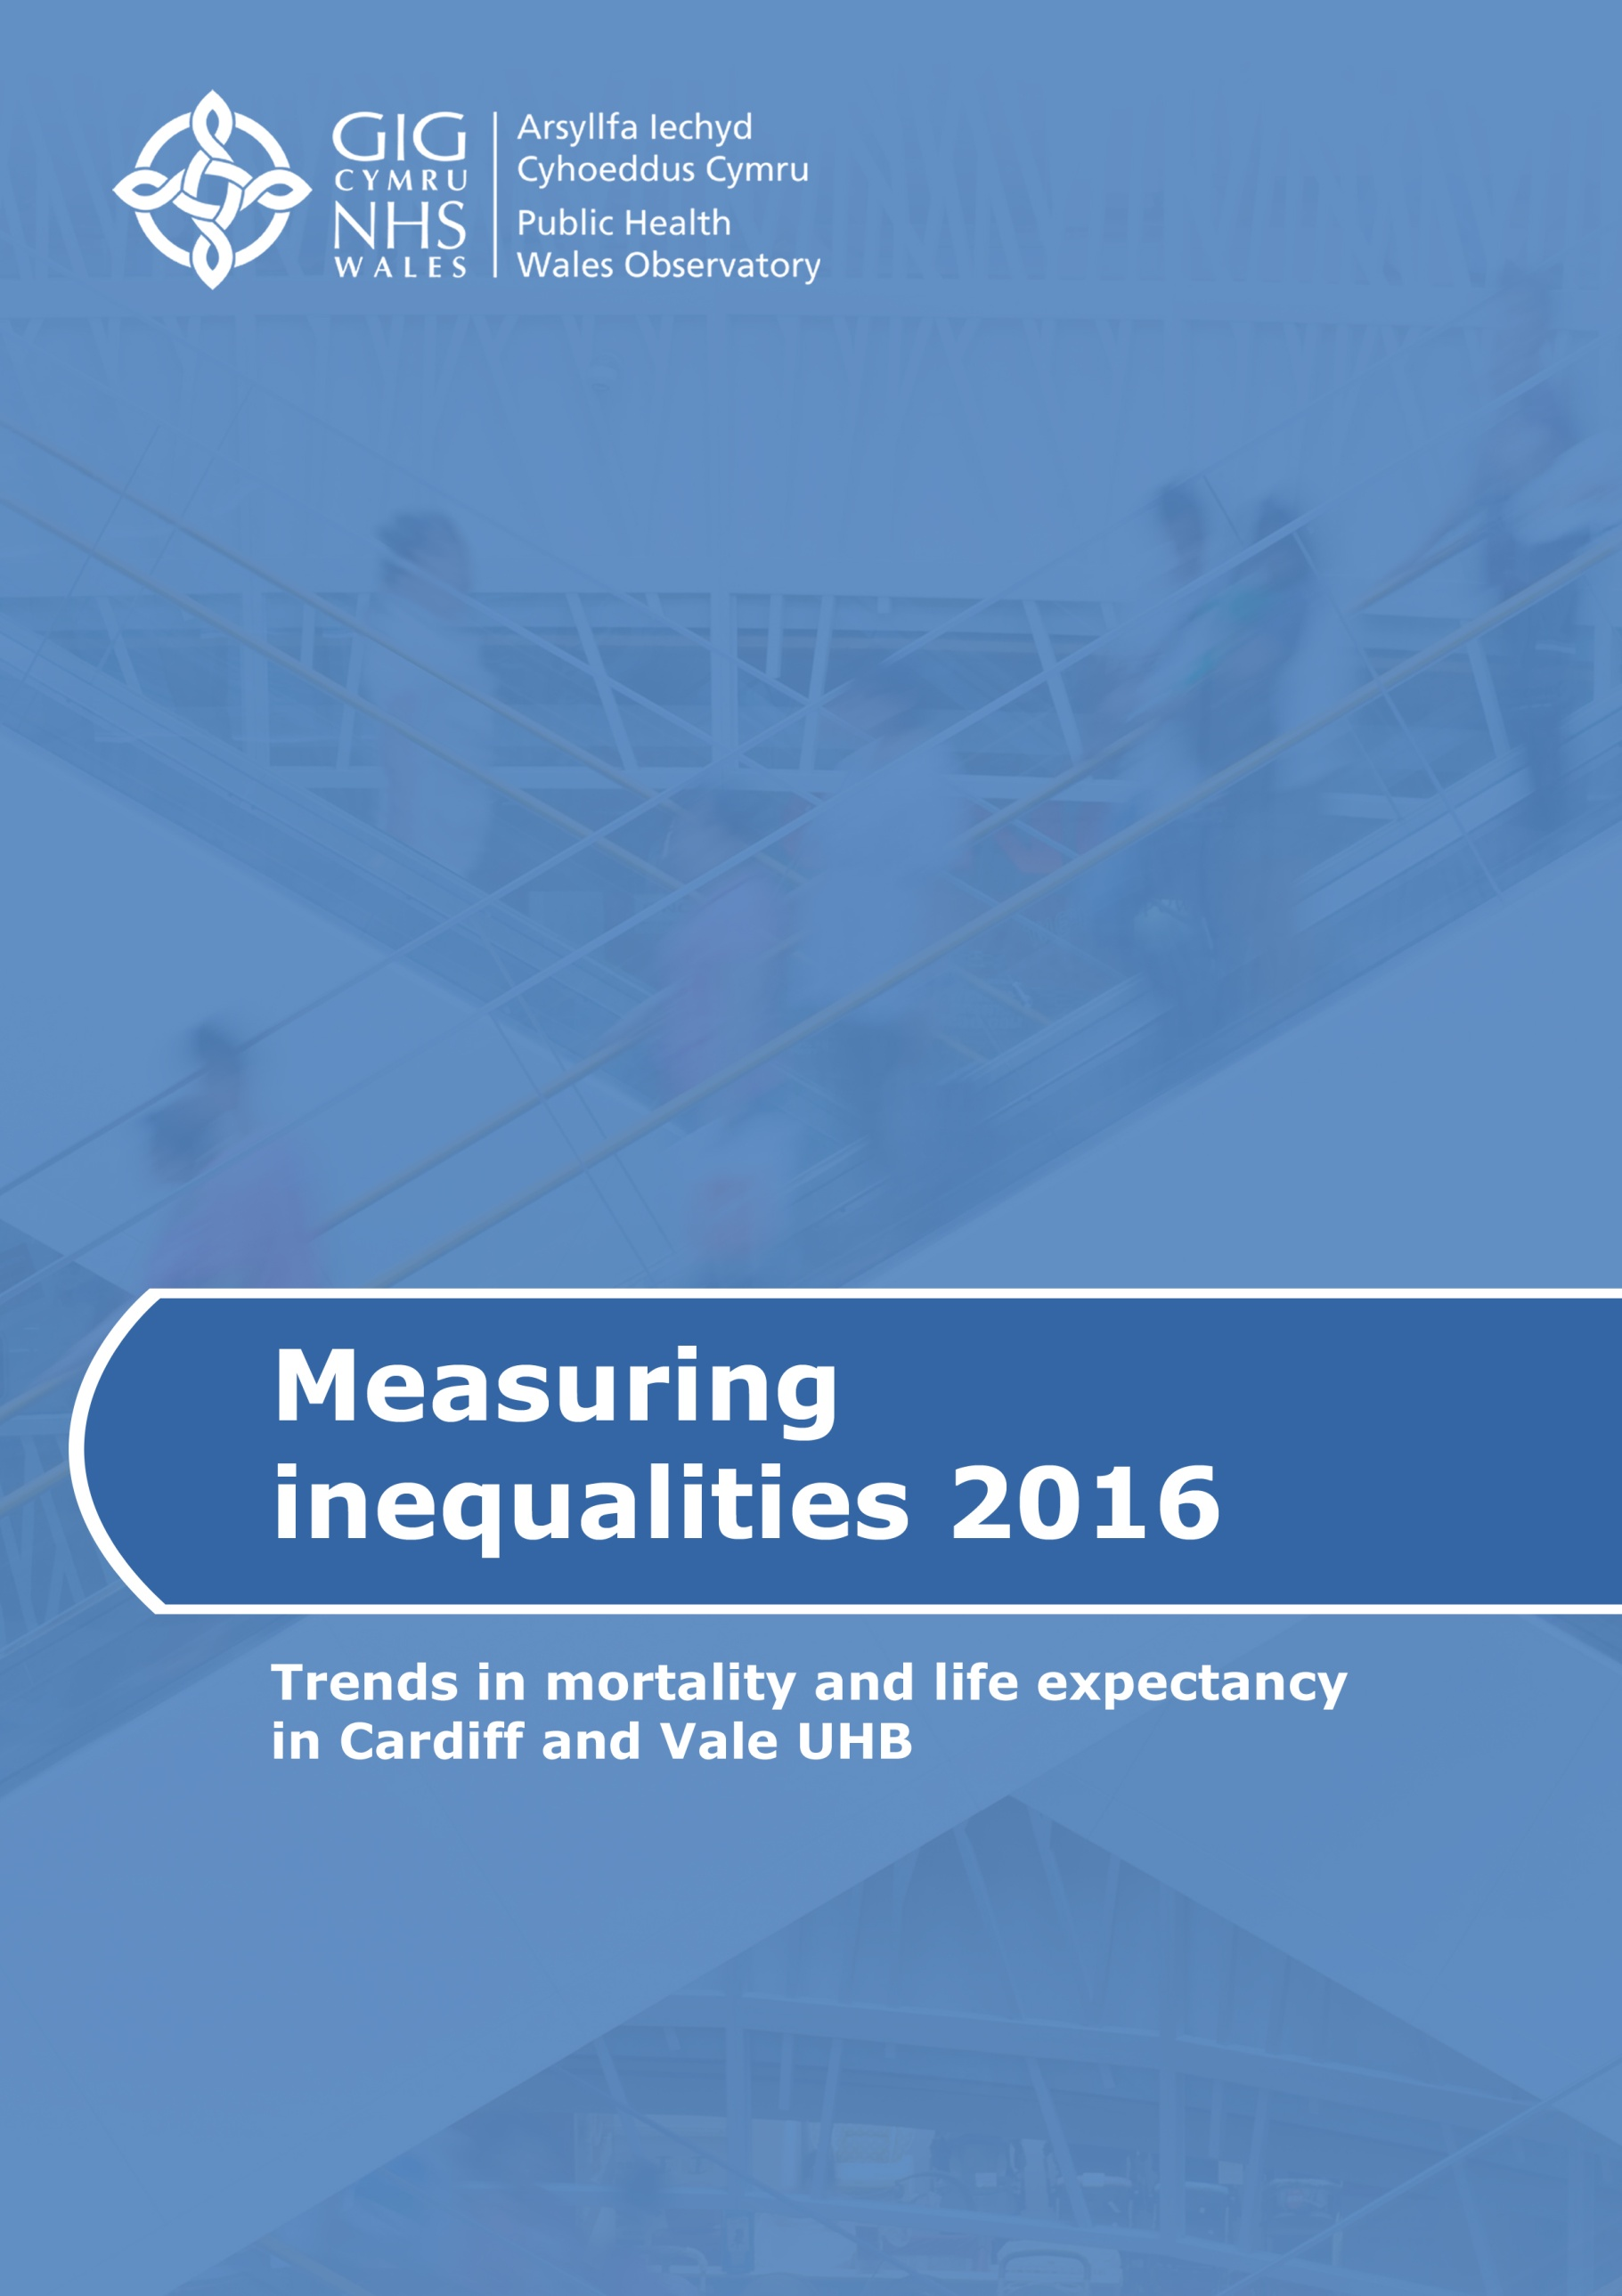 GIG
CYMRU
NHS
WALES
Arsyllfa Iechyd
Cyhoeddus Cymru
Public Health
Wales Observatory
Measuring
inequalities 2016
Trends in mortality and life expectancy
in Cardiff and Vale UHB